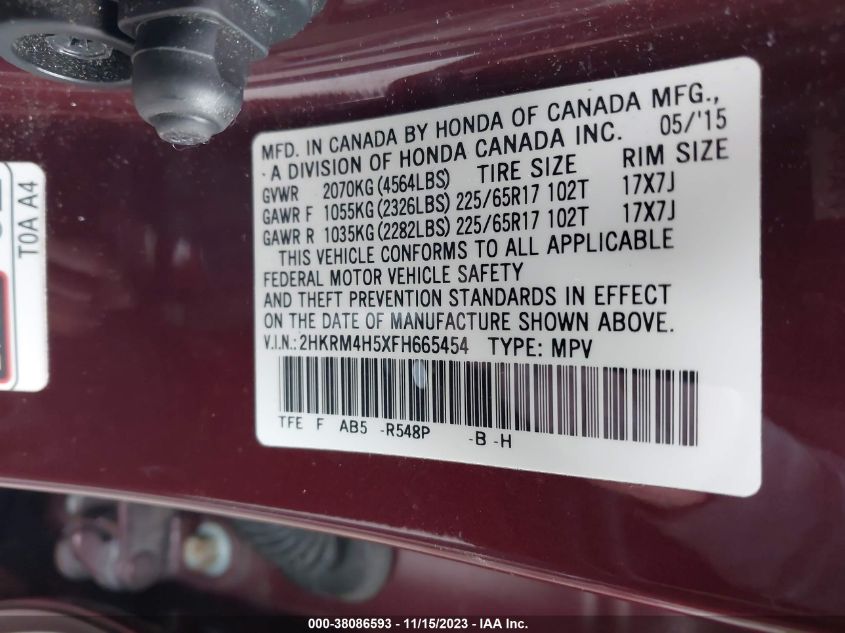 MFD. IN CANADA BY HONDA OF CANADA MFG.,
A DIVISION OF HONDA CANADA INC. 05/'15
GVWR 2070KG(4564LBS) TIRE SIZE RIM SIZE
GAWR F 1055KG(2326LBS) 225/65R17 102T 17X7J
GAWR R 1035KG(2282LBS) 225/65R17 102T 17X7J
THIS VEHICLE CONFORMS TO ALL APPLICABLE
FEDERAL MOTOR VEHICLE SAFETY
AND THEFT PREVENTION STANDARDS IN EFFECT
ON THE DATE OF MANUFACTURE SHOWN ABOVE.
V.I.N.: 2HKRM4H5XFH665454 TYPE: MPV
TFE F AB5 -R548P -B -H
T0A A4
000-38086593 - 11/15/2023 - IAA Inc.